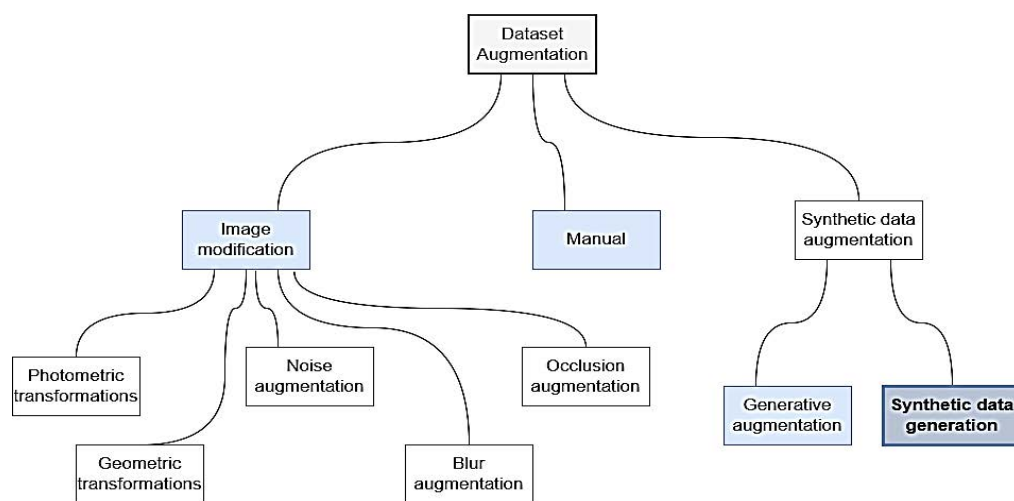 Dataset
Augmentation
Image
modification
Manual
Synthetic data
augmentation
Photometric
transformations
Noise
augmentation
Occlusion
augmentation
Generative
augmentation
Synthetic data
generation
Geometric
transformations
Blur
augmentation